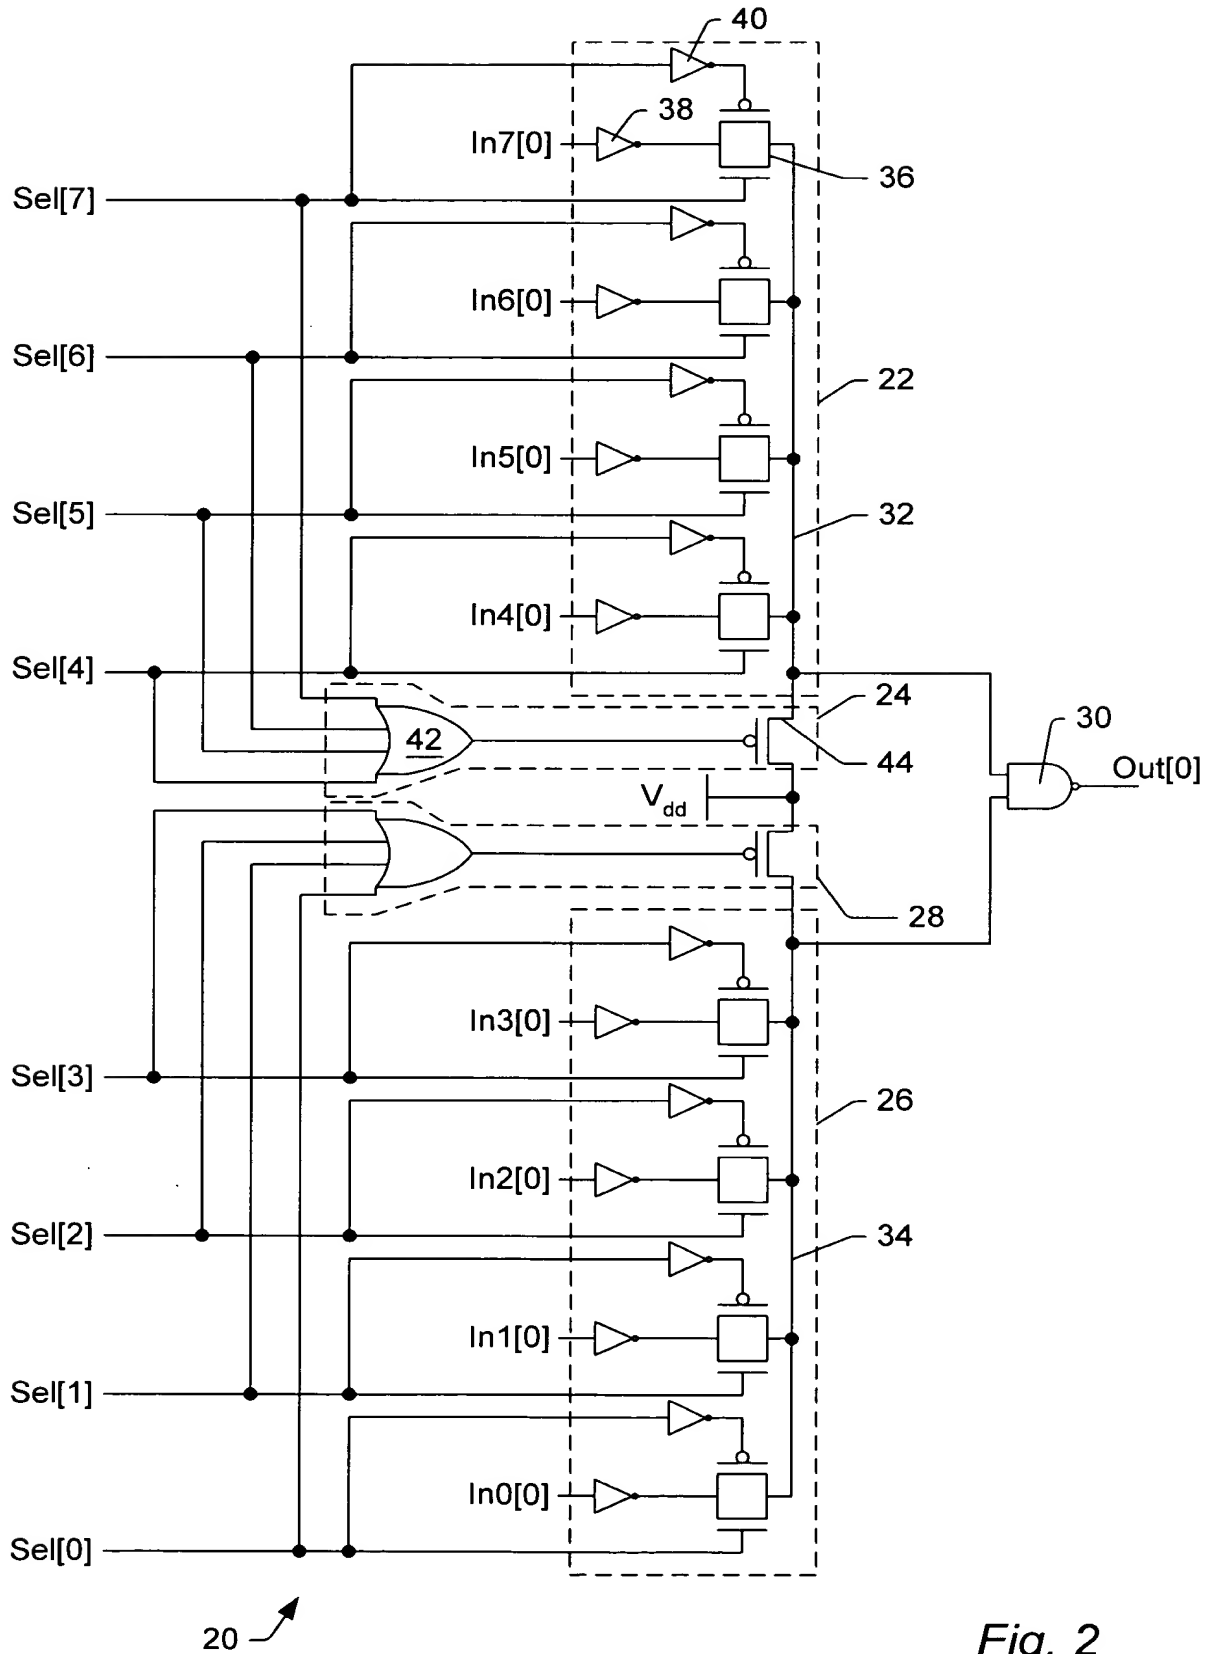 40
38
In7[0]
36
Sel[7]
In6[0]
Sel[6]
22
In5[0]
Sel[5]
32
In4[0]
Sel[4]
24
30
42
44
Out[0]
Vdd
28
In3[0]
Sel[3]
26
In2[0]
Sel[2]
34
In1[0]
Sel[1]
In0[0]
Sel[0]
20
Fig. 2